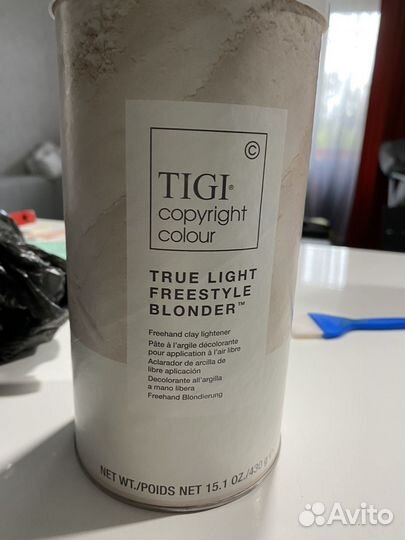 ©
TIGI®
copyright
colour
TRUE LIGHT
FREESTYLE
BLONDER™
Freehand clay lightener
Pâte à l'argile décolorante
pour application à l'air libre
Aclarador de arcilla de
libre aplicación
Decolorante all'argilla
a mano libera
Freehand Blondierung
NET WT./POIDS NET 15.1 OZ./430 g
Avito